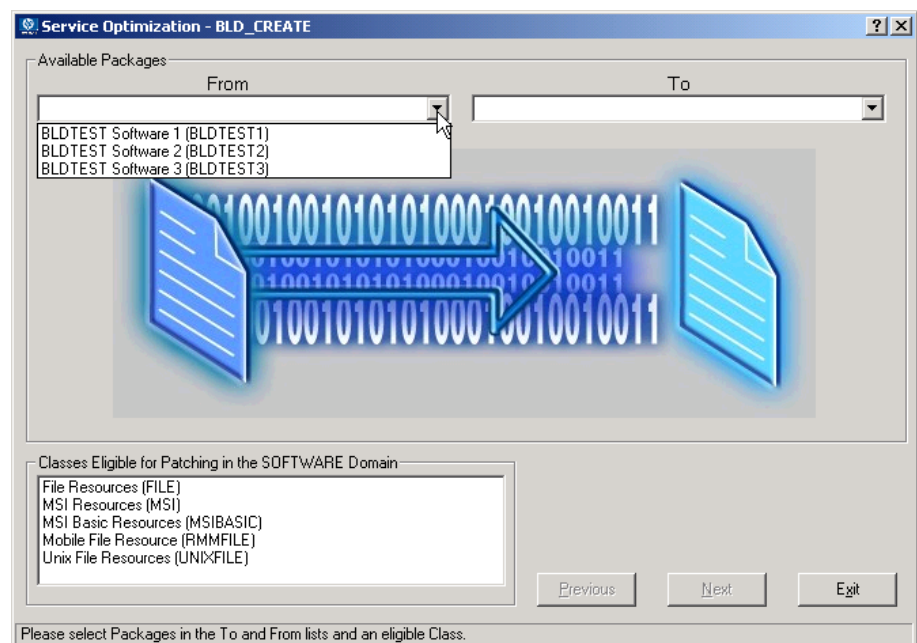 Service Optimization - BLD_CREATE
Available Packages
From
To
BLDTEST Software 1 (BLDTEST1)
BLDTEST Software 2 (BLDTEST2)
BLDTEST Software 3 (BLDTEST3)
Classes Eligible for Patching in the SOFTWARE Domain
File Resources (FILE)
MSI Resources (MSI)
MSI Basic Resources (MSIBASIC)
Mobile File Resource (RMMFILE)
Unix File Resources (UNIXFILE)
Previous
Next
Exit
Please select Packages in the To and From lists and an eligible Class.